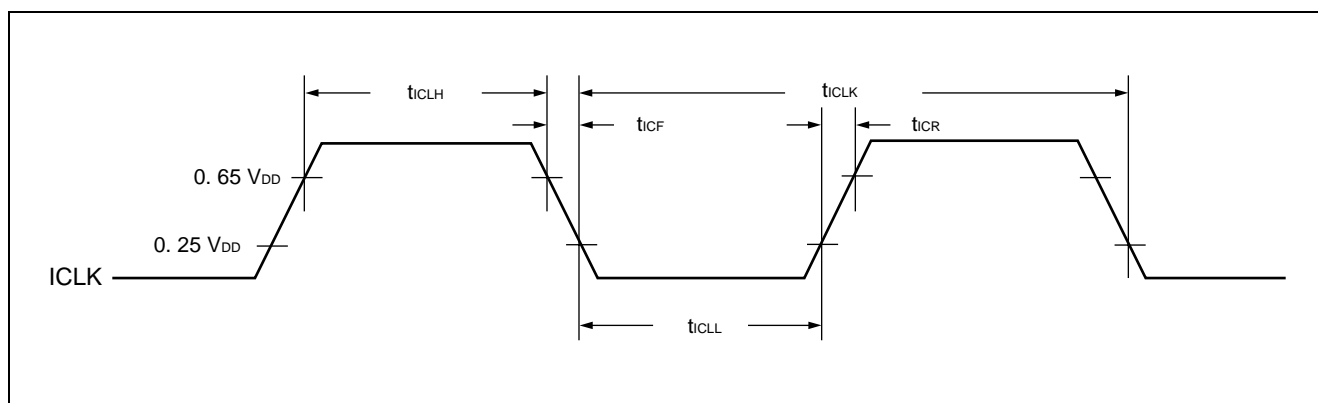 tICLH
tICLK
tICF
tICR
0. 65 VDD
0. 25 VDD
ICLK
tICLL